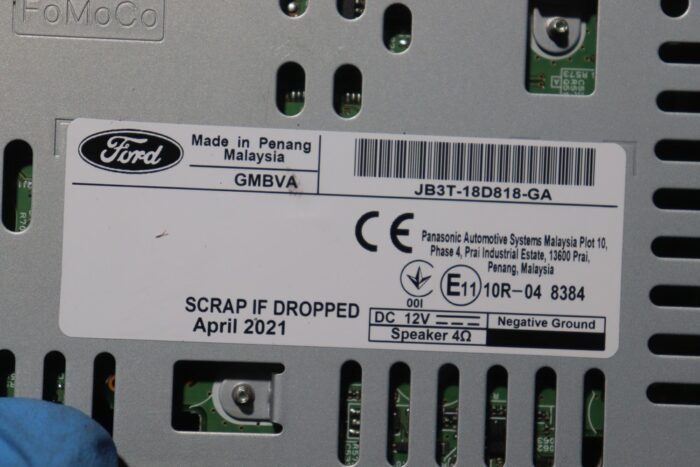 FoMoCo
Ford
Made in Penang
Malaysia
GMBVA
JB3T-18D818-GA
CE
Panasonic Automotive Systems Malaysia Plot 10,
Phase 4, Prai Industrial Estate, 13600 Prai,
Penang, Malaysia
001
E11 10R-04 8384
SCRAP IF DROPPED
April 2021
DC 12V
Negative Ground
Speaker 4Ω
R573